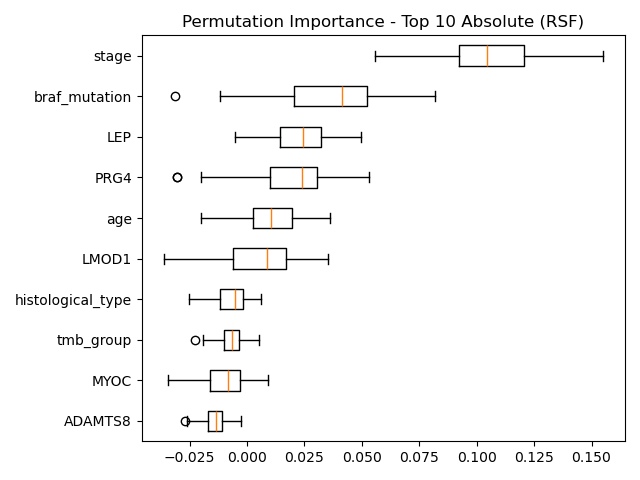 Permutation Importance - Top 10 Absolute (RSF)
stage
braf_mutation
LEP
PRG4
age
LMOD1
histological_type
tmb_group
MYOC
ADAMTS8
−0.025 0.000 0.025 0.050 0.075 0.100 0.125 0.150